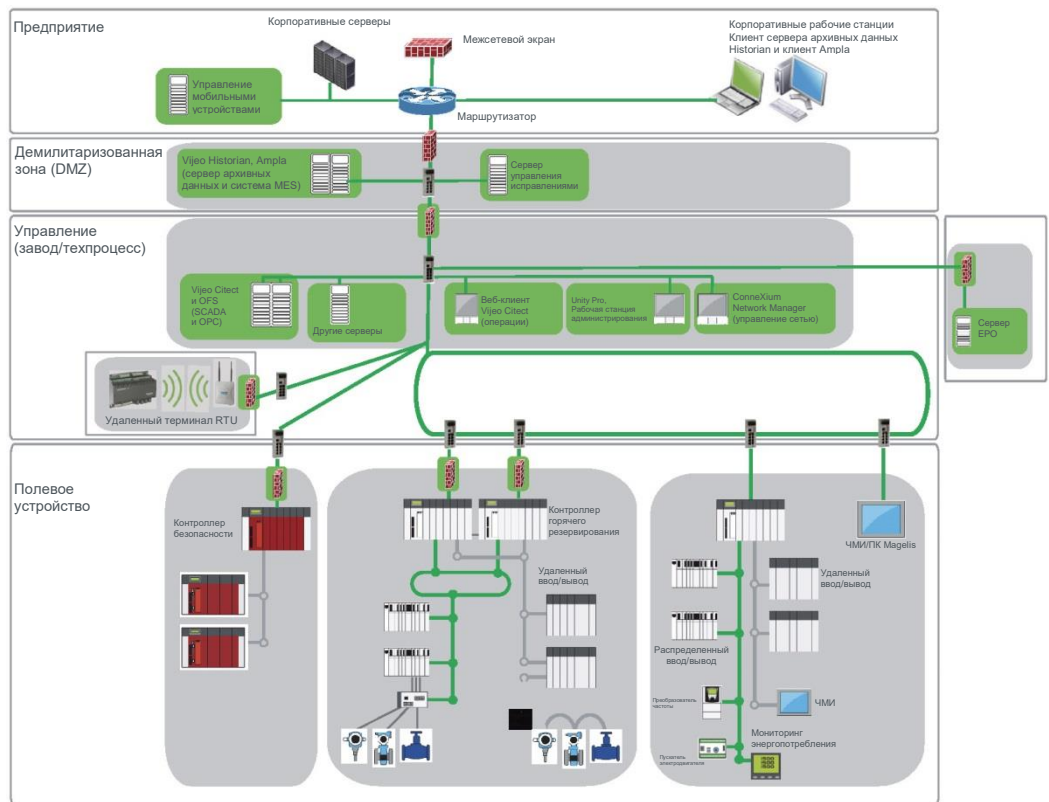 Предприятие
Корпоративные серверы
Межсетевой экран
Корпоративные рабочие станции
Клиент сервера архивных данных
Historian и клиент Ampla
Управление
мобильными
устройствами
Маршрутизатор
Демилитаризованная
зона (DMZ)
Vijeo Historian, Ampla
(сервер архивных
данных и система MES)
Сервер
управления
исправлениями
Управление
(завод/техпроцесс)
Vijeo Citect
и OFS
(SCADA
и OPC)
Другие серверы
Веб-клиент
Vijeo Citect
(операции)
Unity Pro,
Рабочая станция
администрирования
ConneXium
Network Manager
(управление сетью)
Сервер
EPO
Удаленный терминал RTU
Полевое
устройство
Контроллер
безопасности
Контроллер
горячего
резервирования
Удаленный
ввод/вывод
ЧМИ/ПК Magelis
Удаленный
ввод/вывод
Распределенный
ввод/вывод
Преобразователь
частоты
ЧМИ
Пускатель
электродвигателя
Мониторинг
энергопотребления